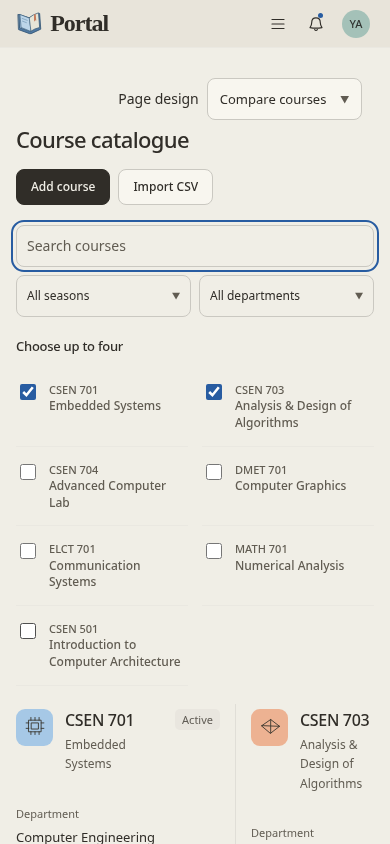 Portal
YA
Page design
Compare courses
Course catalogue
Add course
Import CSV
Search courses
All seasons
All departments
Choose up to four
CSEN 701
Embedded Systems
CSEN 703
Analysis & Design of
Algorithms
CSEN 704
Advanced Computer
Lab
DMET 701
Computer Graphics
ELCT 701
Communication
Systems
MATH 701
Numerical Analysis
CSEN 501
Introduction to
Computer Architecture
CSEN 701
Active
Embedded
Systems
Department
Computer Engineering
CSEN 703
Analysis &
Design of
Algorithms
Department